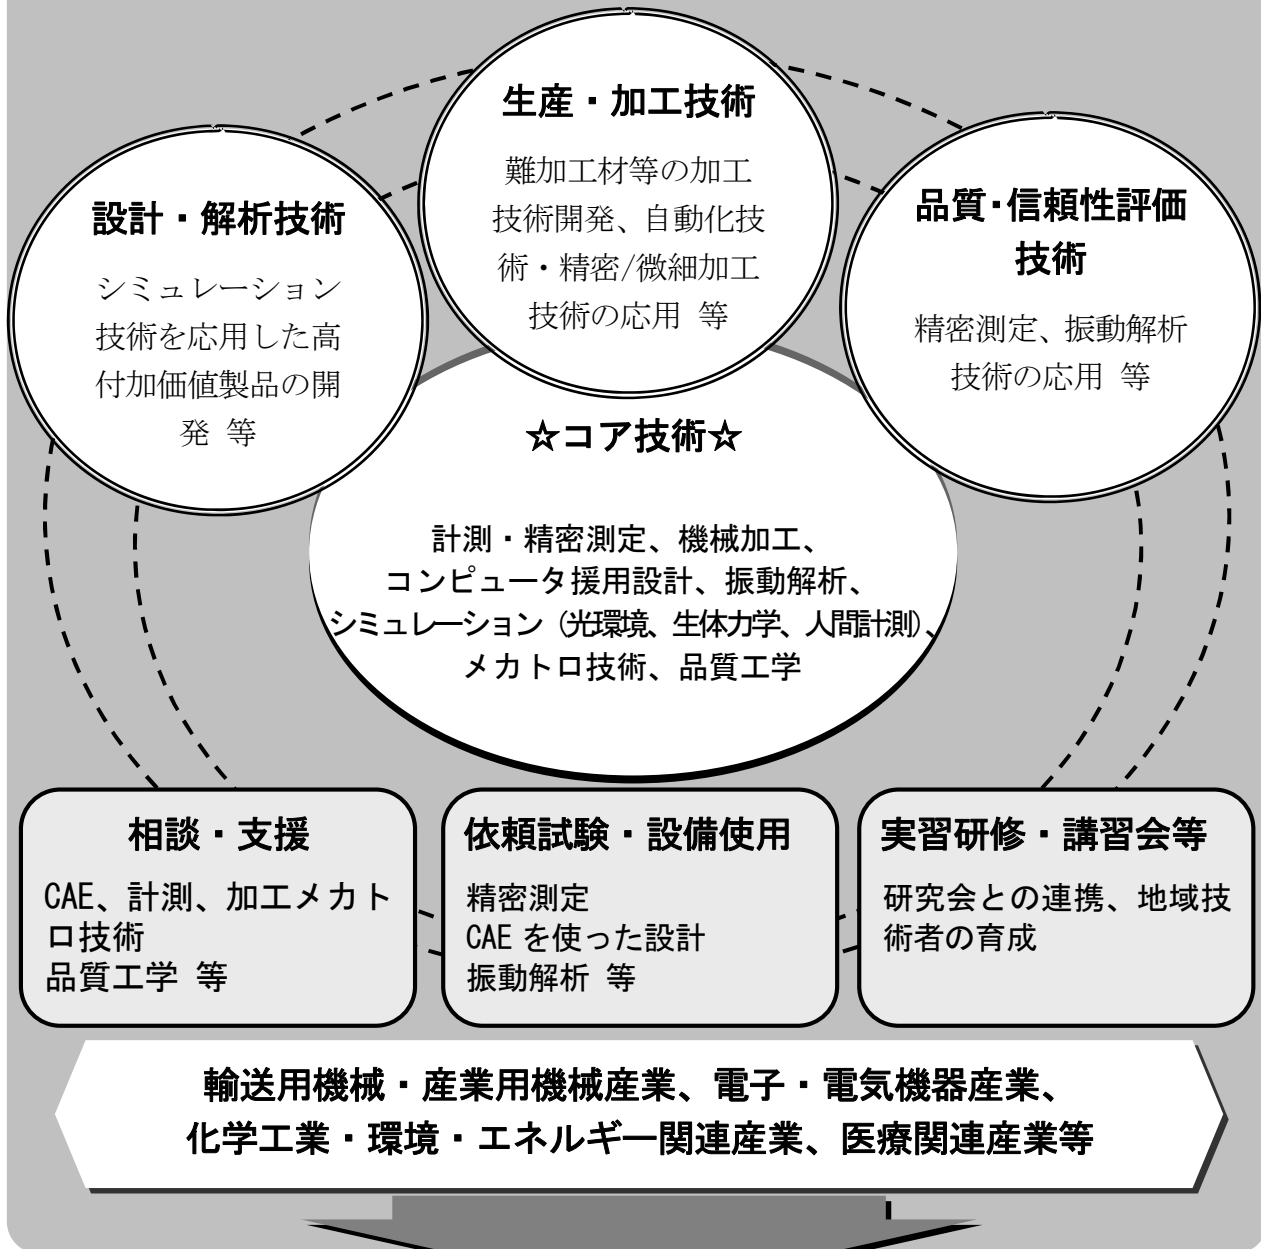 生産・加工技術
難加工材等の加工
技術開発、自動化技
術・精密/微細加工
技術の応用 等
設計・解析技術
シミュレーション
技術を応用した高
付加価値製品の開
発 等
品質・信頼性評価
技術
精密測定、振動解析
技術の応用 等
☆コア技術☆
計測・精密測定、機械加工、
コンピュータ援用設計、振動解析、
シミュレーション（光環境、生体力学、人間計測）、
メカトロ技術、品質工学
相談・支援
CAE、計測、加工メカト
ロ技術
品質工学 等
依頼試験・設備使用
精密測定
CAE を使った設計
振動解析 等
実習研修・講習会等
研究会との連携、地域技
術者の育成
輸送用機械・産業用機械産業、電子・電気機器産業、
化学工業・環境・エネルギー関連産業、医療関連産業等